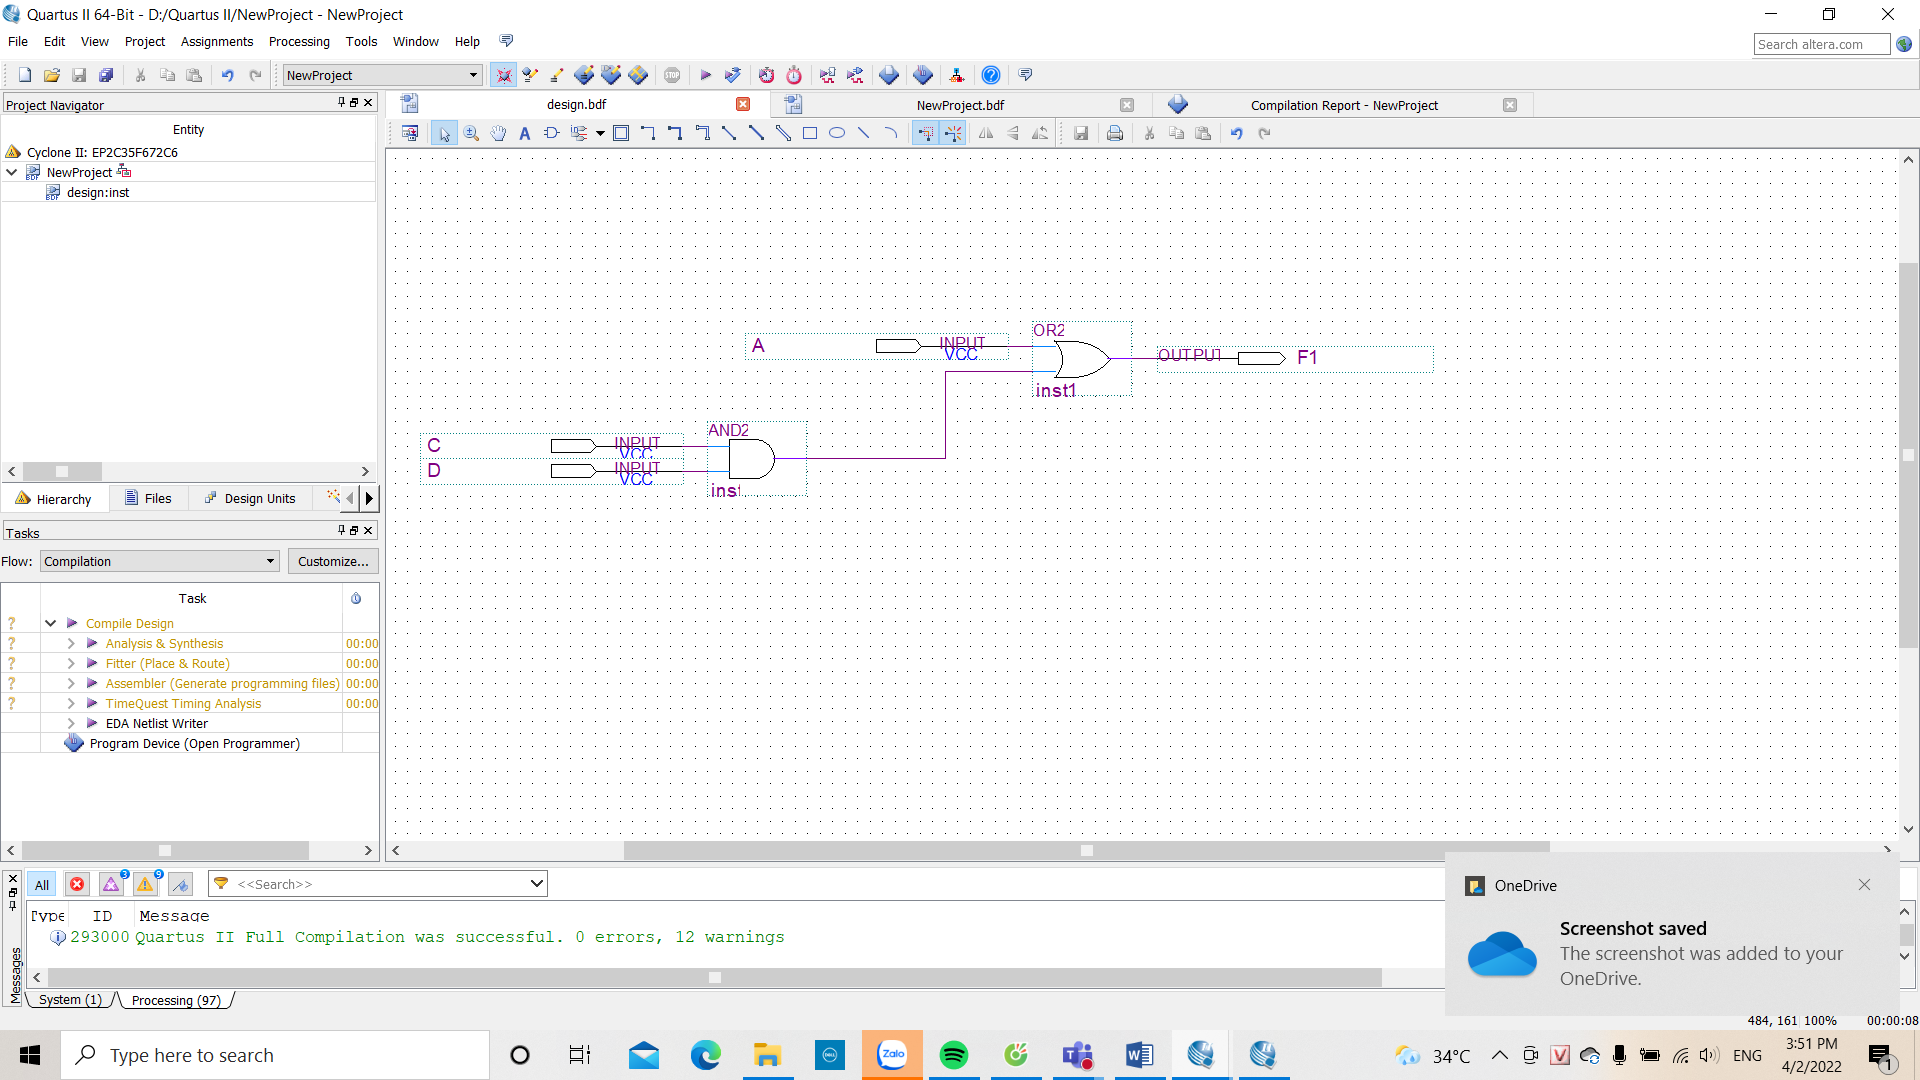 Quartus II 64-Bit - D:/Quartus II/NewProject - NewProject
File Edit View Project Assignments Processing Tools Window Help
Search altera.com
NewProject
STOP
Project Navigator
design.bdf
NewProject.bdf
Compilation Report - NewProject
Entity
Cyclone II: EP2C35F672C6
NewProject
design:inst
Hierarchy Files Design Units
Tasks
Flow: Compilation Customize...
Task
Compile Design
Analysis & Synthesis 00:00
Fitter (Place & Route) 00:00
Assembler (Generate programming files) 00:00
TimeQuest Timing Analysis 00:00
EDA Netlist Writer
Program Device (Open Programmer)
A INPUT
VCC
OR2
inst1
OUTPUT F1
C INPUT
VCC
D INPUT
VCC
AND2
inst
All 3 9 <<Search>>
Type ID Message
293000 Quartus II Full Compilation was successful. 0 errors, 12 warnings
Messages
System (1) Processing (97)
OneDrive
Screenshot saved
The screenshot was added to your
OneDrive.
484, 161 100% 00:00:08
Type here to search
Zalo
34°C ENG
3:51 PM
4/2/2022
1